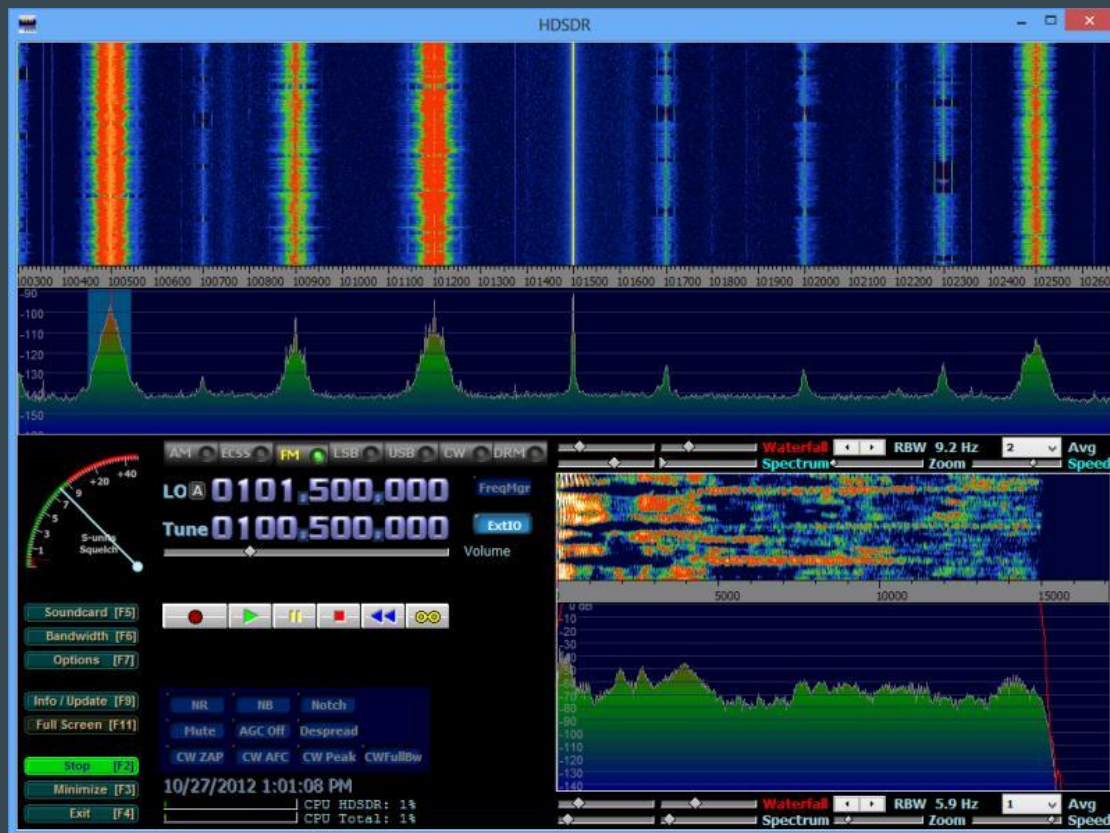 HDSDR
100300 100400 100500 100600 100700 100800 100900 101000 101100 101200 101300 101400 101500 101600 101700 101800 101900 102000 102100 102200 102300 102400 102500 10260
-90
-100
-110
-120
-130
-140
-150
AM ECSS FM LSB USB CW DRM
Waterfall RBW 9.2 Hz 2 Avg
Spectrum Zoom Speed
+40
+20
9
7
5
3
1
S-units
Squelch
LO A 0101.500.000 FreqMgr
Tune 0100.500.000 ExtIO
Volume
5000 10000 15000
0 dB
-10
-20
-30
-40
-50
-60
-70
-80
-90
-100
-110
-120
-130
-140
Soundcard [F5]
Bandwidth [F6]
Options [F7]
Info / Update [F9]
Full Screen [F11]
Stop [F2]
Minimize [F3]
Exit [F4]
NR NB Notch
Mute AGC Off Despread
CW ZAP CW AFC CW Peak CWFullBw
10/27/2012 1:01:08 PM
CPU HDSDR: 1%
CPU Total: 1%
Waterfall RBW 5.9 Hz 1 Avg
Spectrum Zoom Speed